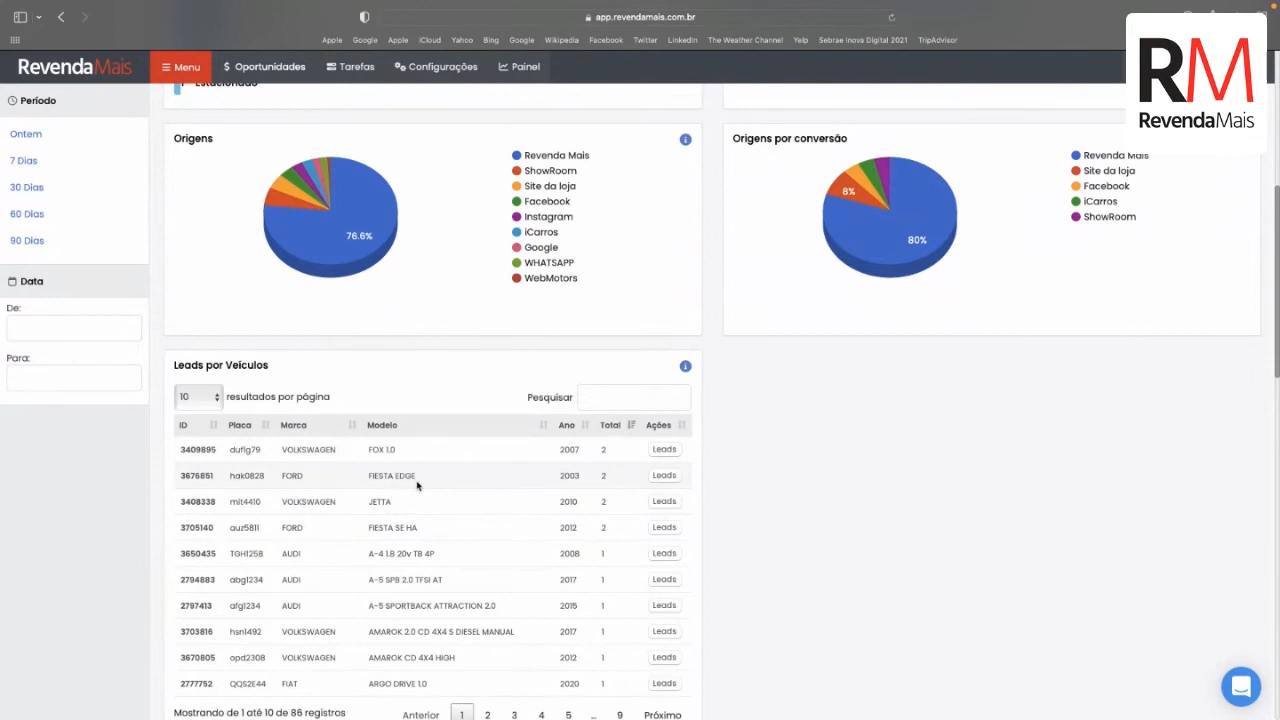 app.revendamais.com.br
Apple Google Apple iCloud Yahoo Bing Google Wikipedia Facebook Twitter LinkedIn The Weather Channel Yelp Sebrae Inova Digital 2021 TripAdvisor
RevendaMais
Menu
Oportunidades
Tarefas
Configurações
Painel
RM
RevendaMais
Período
Ontem
7 Dias
30 Dias
60 Dias
90 Dias
Data
De:
Para:
Estacionado
Origens
76.6%
Revenda Mais
ShowRoom
Site da loja
Facebook
Instagram
iCarros
Google
WHATSAPP
WebMotors
Origens por conversão
8%
80%
Revenda Mais
Site da loja
Facebook
iCarros
ShowRoom
Leads por Veículos
10 resultados por página
Pesquisar
ID Placa Marca Modelo Ano Total Ações
3409895 duflg79 VOLKSWAGEN FOX 1.0 2007 2 Leads
3676851 hak0828 FORD FIESTA EDGE 2003 2 Leads
3408338 mit4410 VOLKSWAGEN JETTA 2010 2 Leads
3705140 auz5811 FORD FIESTA SE HA 2012 2 Leads
3650435 TGH1258 AUDI A-4 1.8 20v TB 4P 2008 1 Leads
2794883 abg1234 AUDI A-5 SPB 2.0 TFSI AT 2017 1 Leads
2797413 afg1234 AUDI A-5 SPORTBACK ATTRACTION 2.0 2015 1 Leads
3703816 hsn1492 VOLKSWAGEN AMAROK 2.0 CD 4X4 S DIESEL MANUAL 2017 1 Leads
3670805 opd2308 VOLKSWAGEN AMAROK CD 4X4 HIGH 2012 1 Leads
2777752 QQS2E44 FIAT ARGO DRIVE 1.0 2020 1 Leads
Mostrando de 1 até 10 de 86 registros
Anterior 1 2 3 4 5 … 9 Próximo